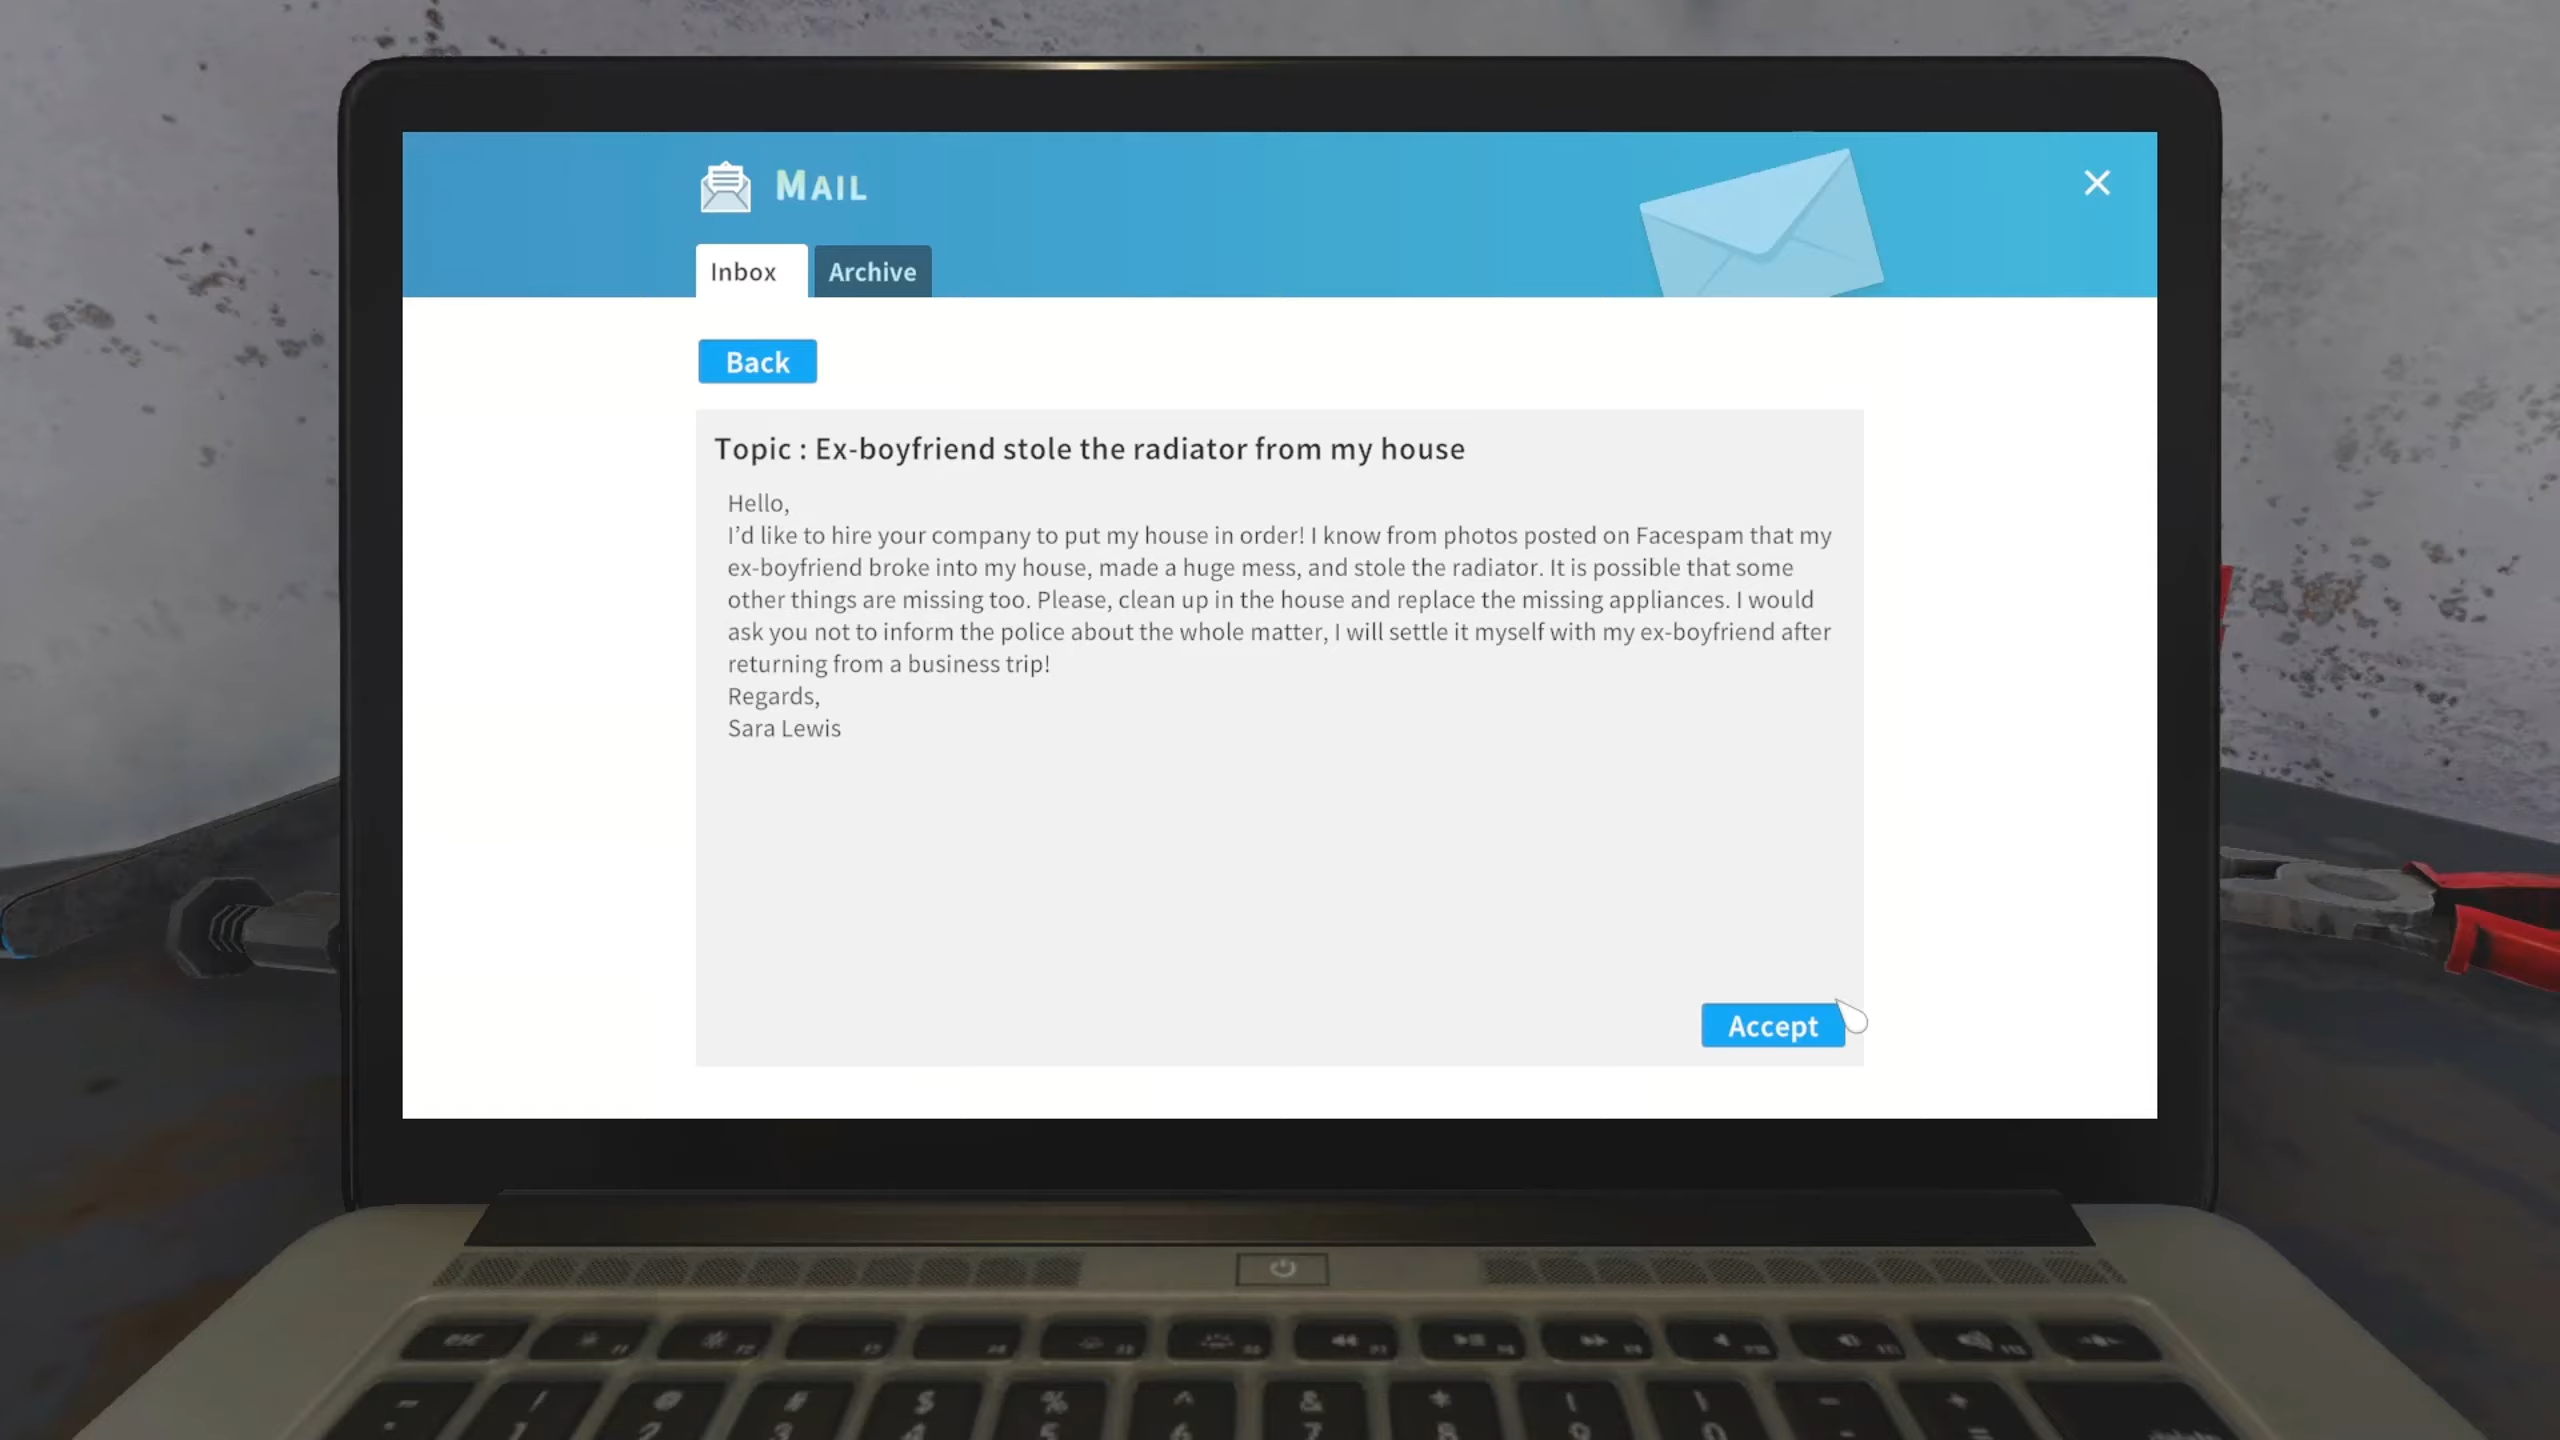 MAIL
Inbox
Archive
Back
Topic : Ex-boyfriend stole the radiator from my house
Hello,
I’d like to hire your company to put my house in order! I know from photos posted on Facespam that my
ex-boyfriend broke into my house, made a huge mess, and stole the radiator. It is possible that some
other things are missing too. Please, clean up in the house and replace the missing appliances. I would
ask you not to inform the police about the whole matter, I will settle it myself with my ex-boyfriend after
returning from a business trip!
Regards,
Sara Lewis
Accept
esc